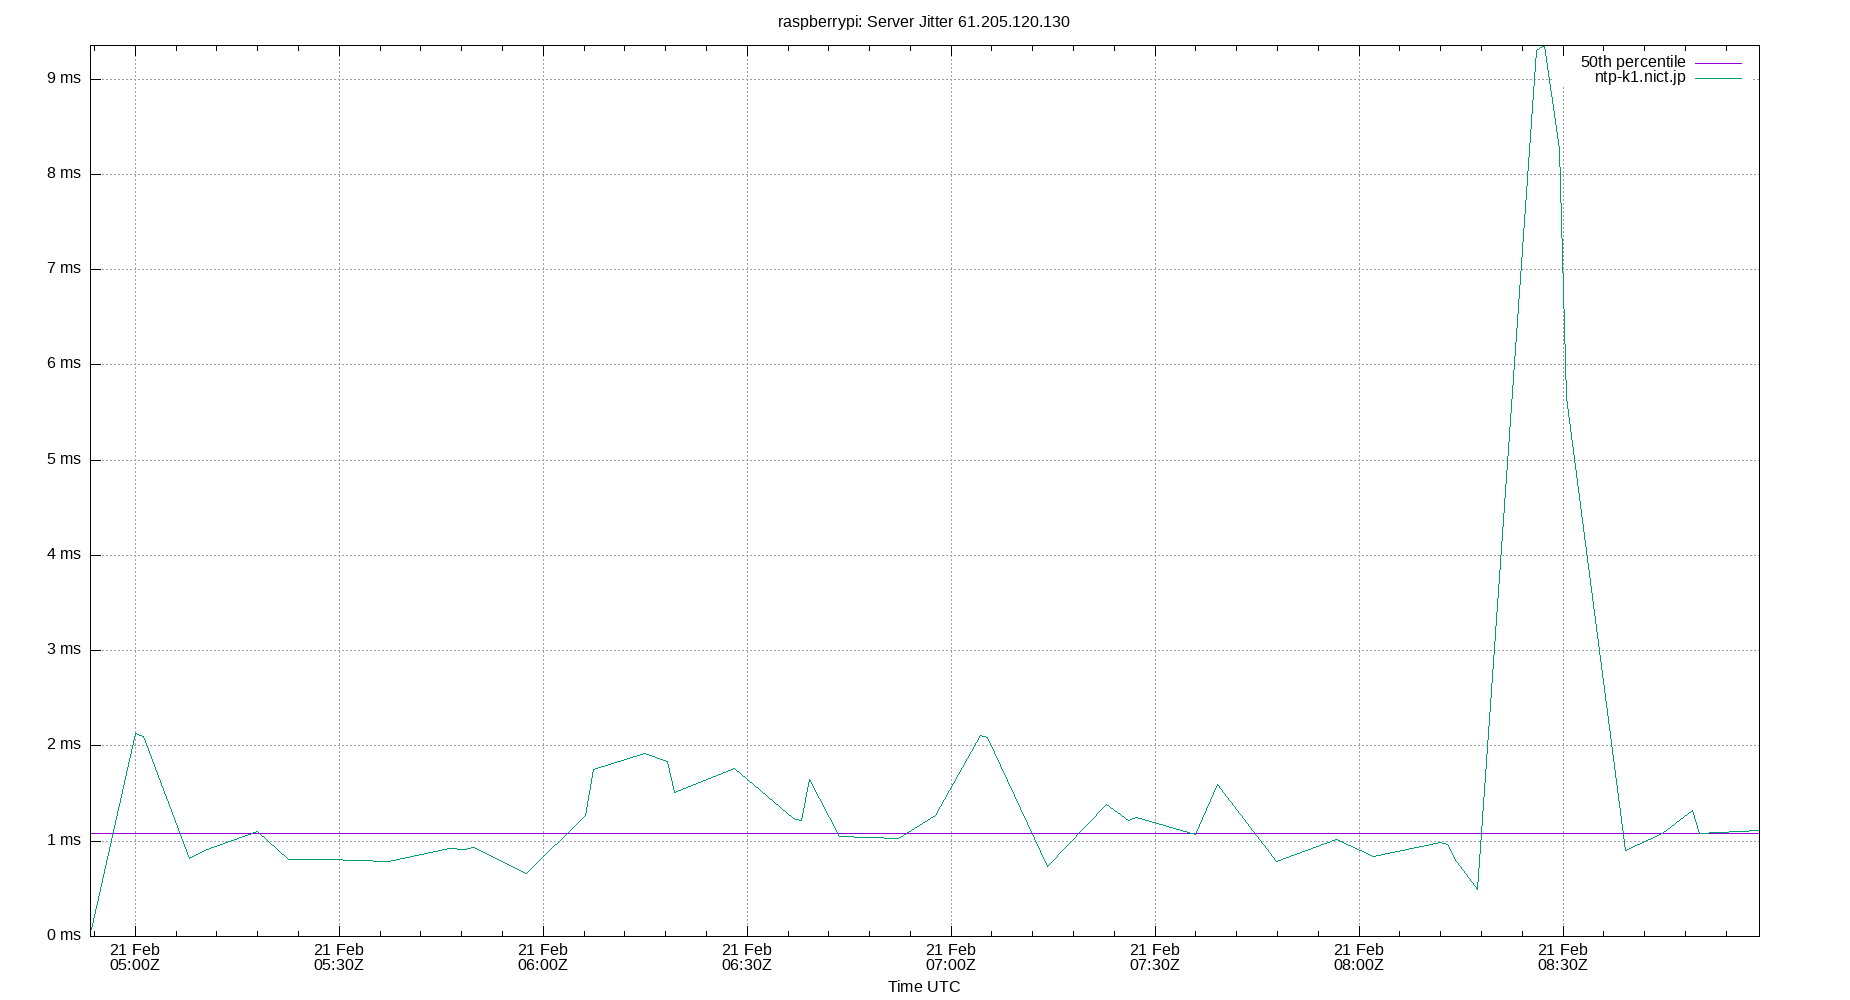 raspberrypi: Server Jitter 61.205.120.130
50th percentile
ntp-k1.nict.jp
9 ms
8 ms
7 ms
6 ms
5 ms
4 ms
3 ms
2 ms
1 ms
0 ms
21 Feb 21 Feb 21 Feb 21 Feb 21 Feb 21 Feb 21 Feb 21 Feb
05:00Z 05:30Z 06:00Z 06:30Z 07:00Z 07:30Z 08:00Z 08:30Z
Time UTC